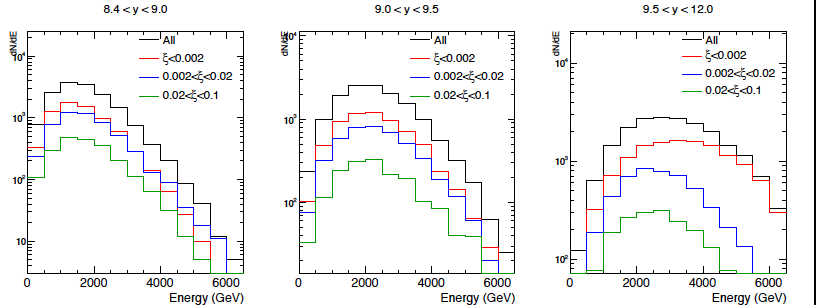 8.4 < y < 9.0
dN/dE
All
ξ<0.002
0.002<ξ<0.02
0.02<ξ<0.1
10⁴
10³
10²
10
0 2000 4000 6000
Energy (GeV)
9.0 < y < 9.5
dN/dE
All
ξ<0.002
0.002<ξ<0.02
0.02<ξ<0.1
10⁴
10³
10²
0 2000 4000 6000
Energy (GeV)
9.5 < y < 12.0
dN/dE
All
ξ<0.002
0.002<ξ<0.02
0.02<ξ<0.1
10⁴
10³
10²
0 2000 4000 6000
Energy (GeV)